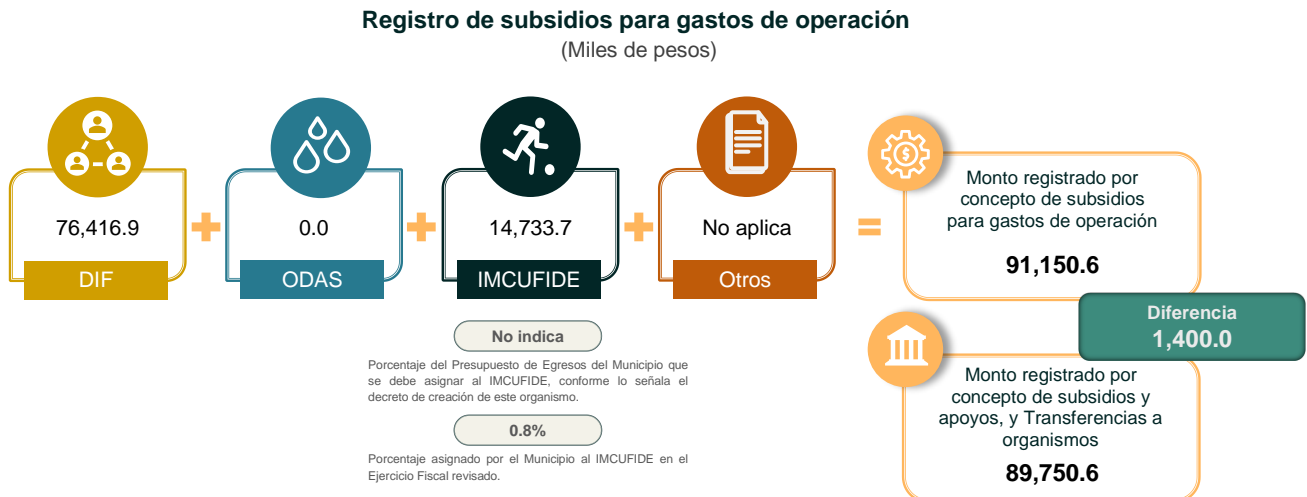 Registro de subsidios para gastos de operación
(Miles de pesos)
76,416.9
DIF
0.0
ODAS
14,733.7
IMCUFIDE
No aplica
Otros
Monto registrado por
concepto de subsidios
para gastos de operación
91,150.6
Diferencia
1,400.0
Monto registrado por
concepto de subsidios y
apoyos, y Transferencias a
organismos
89,750.6
No indica
Porcentaje del Presupuesto de Egresos del Municipio que
se debe asignar al IMCUFIDE, conforme lo señala el
decreto de creación de este organismo.
0.8%
Porcentaje asignado por el Municipio al IMCUFIDE en el
Ejercicio Fiscal revisado.